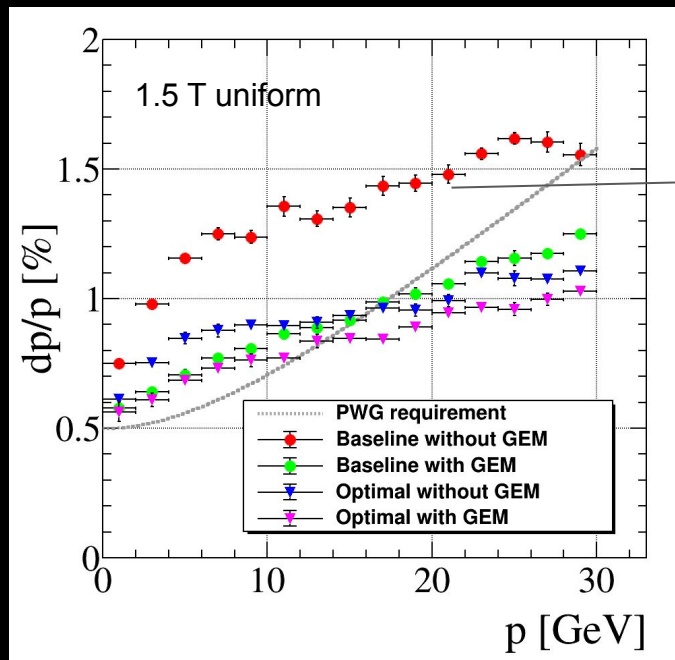 2
1.5 T uniform
1.5
dp/p [%]
1
PWG requirement
Baseline without GEM
Baseline with GEM
Optimal without GEM
Optimal with GEM
0.5
0
0
10
20
30
p [GeV]